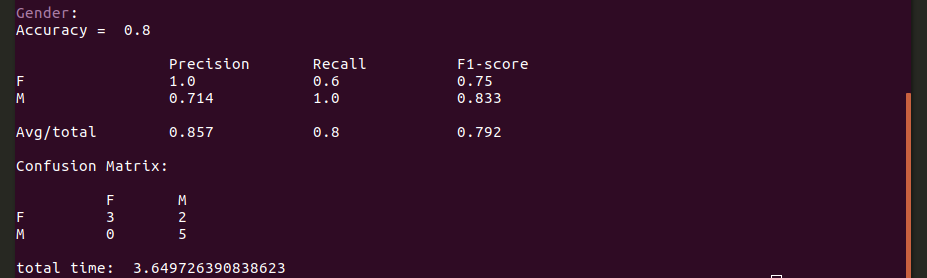 Gender:
Accuracy = 0.8
Precision Recall F1-score
F 1.0 0.6 0.75
M 0.714 1.0 0.833
Avg/total 0.857 0.8 0.792
Confusion Matrix:
F M
F 3 2
M 0 5
total time: 3.649726390838623